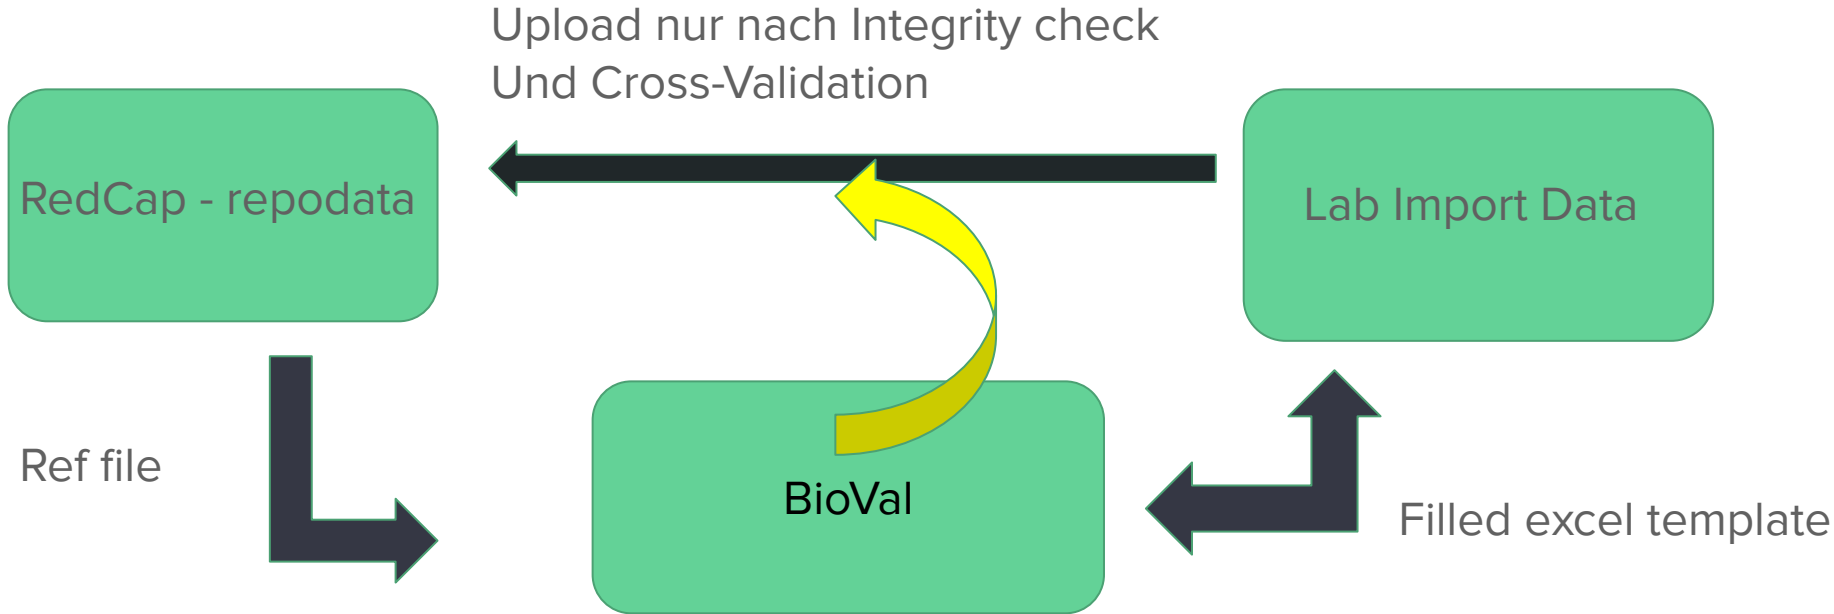 Upload nur nach Integrity check
Und Cross-Validation
RedCap - repodata
Lab Import Data
Ref file
BioVal
Filled excel template